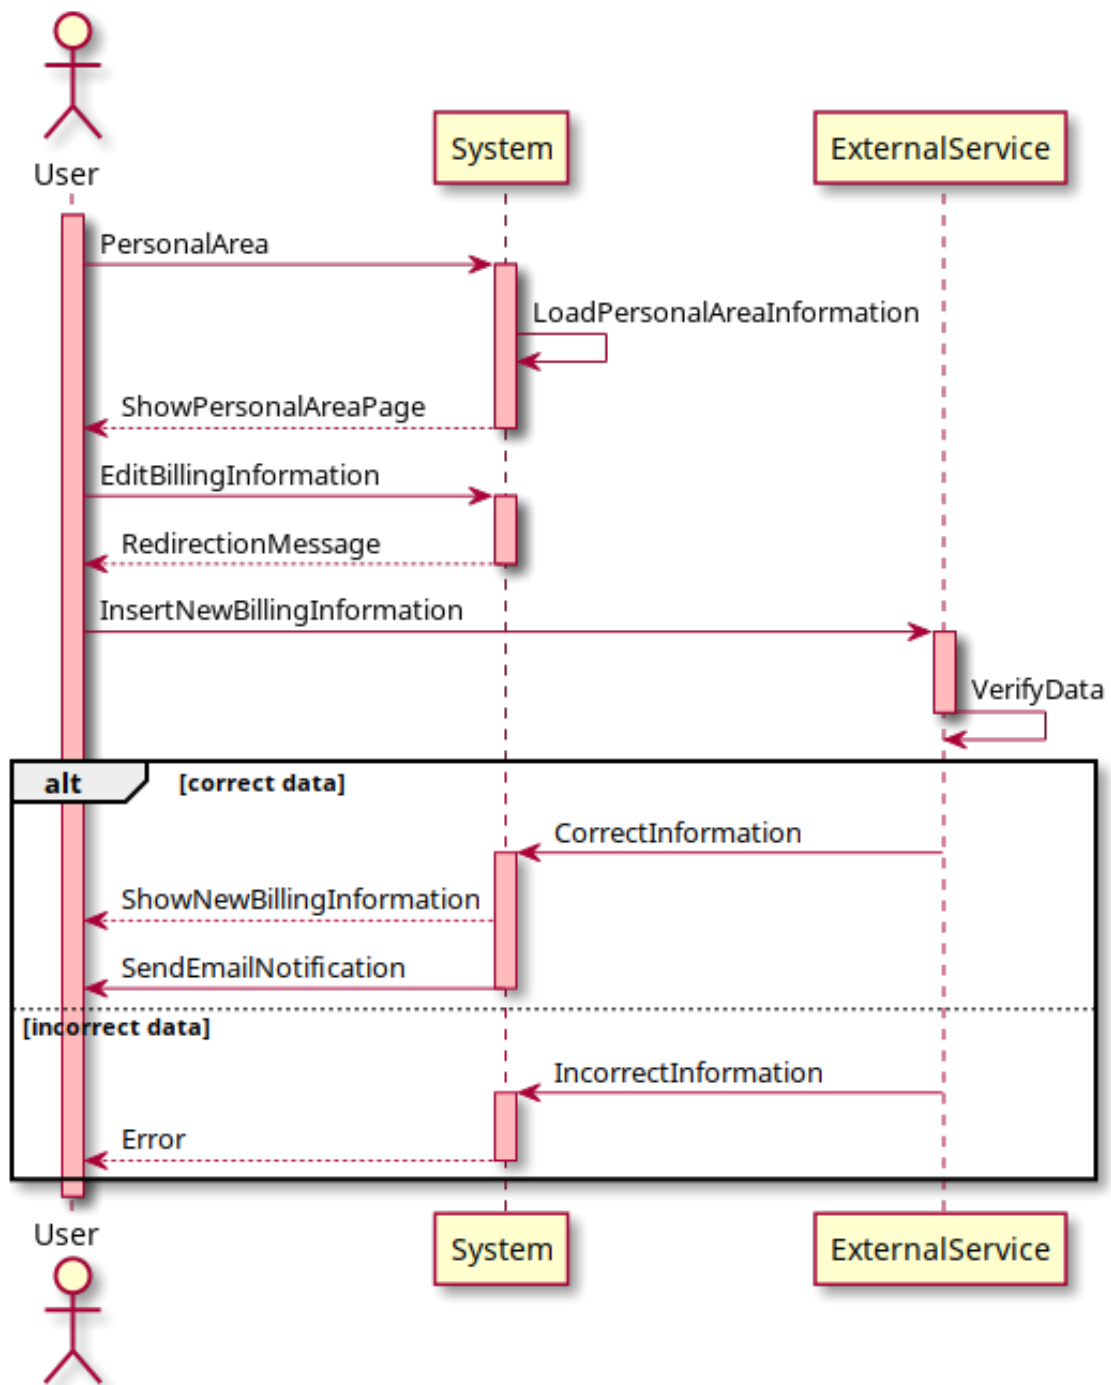 User
System
ExternalService
PersonalArea
LoadPersonalAreaInformation
ShowPersonalAreaPage
EditBillingInformation
RedirectionMessage
InsertNewBillingInformation
VerifyData
alt
[correct data]
CorrectInformation
ShowNewBillingInformation
SendEmailNotification
[incorrect data]
IncorrectInformation
Error
User
System
ExternalService